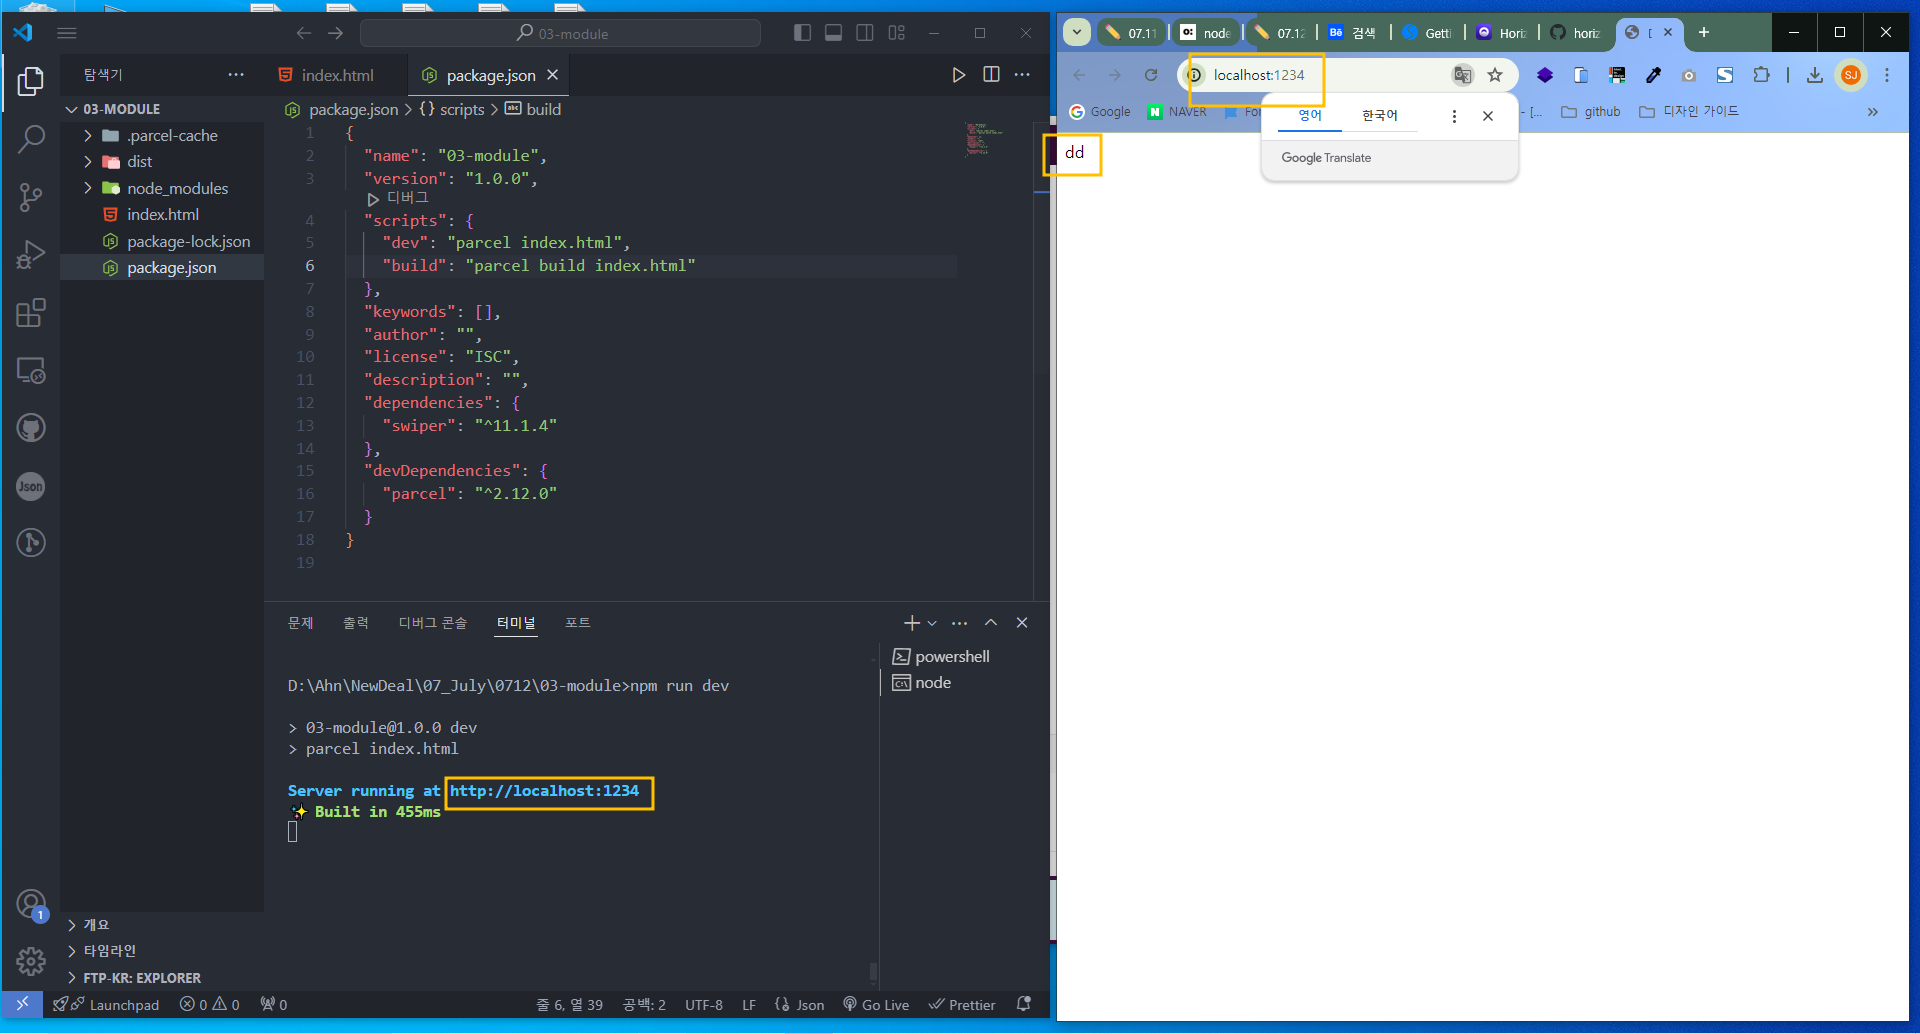 03-module
탐색기
index.html
package.json
03-MODULE
package.json > {} scripts > build
.parcel-cache
dist
node_modules
index.html
package-lock.json
package.json
1 {
2 "name": "03-module",
3 "version": "1.0.0",
디버그
4 "scripts": {
5 "dev": "parcel index.html",
6 "build": "parcel build index.html"
7 },
8 "keywords": [],
9 "author": "",
10 "license": "ISC",
11 "description": "",
12 "dependencies": {
13 "swiper": "^11.1.4"
14 },
15 "devDependencies": {
16 "parcel": "^2.12.0"
17 }
18 }
19
Json
문제 출력 디버그 콘솔 터미널 포트
powershell
node
D:\Ahn\NewDeal\07_July\0712\03-module>npm run dev
> 03-module@1.0.0 dev
> parcel index.html
Server running at http://localhost:1234
✨ Built in 455ms
1
개요
타임라인
FTP-KR: EXPLORER
Launchpad 0 0 0 줄 6, 열 39 공백: 2 UTF-8 LF {} Json Go Live Prettier
07.11 node 07.12 Bē 검색 Getti Horiz horiz
localhost:1234
SJ
Google NAVER For - [... github 디자인 가이드
영어 한국어
Google Translate
dd